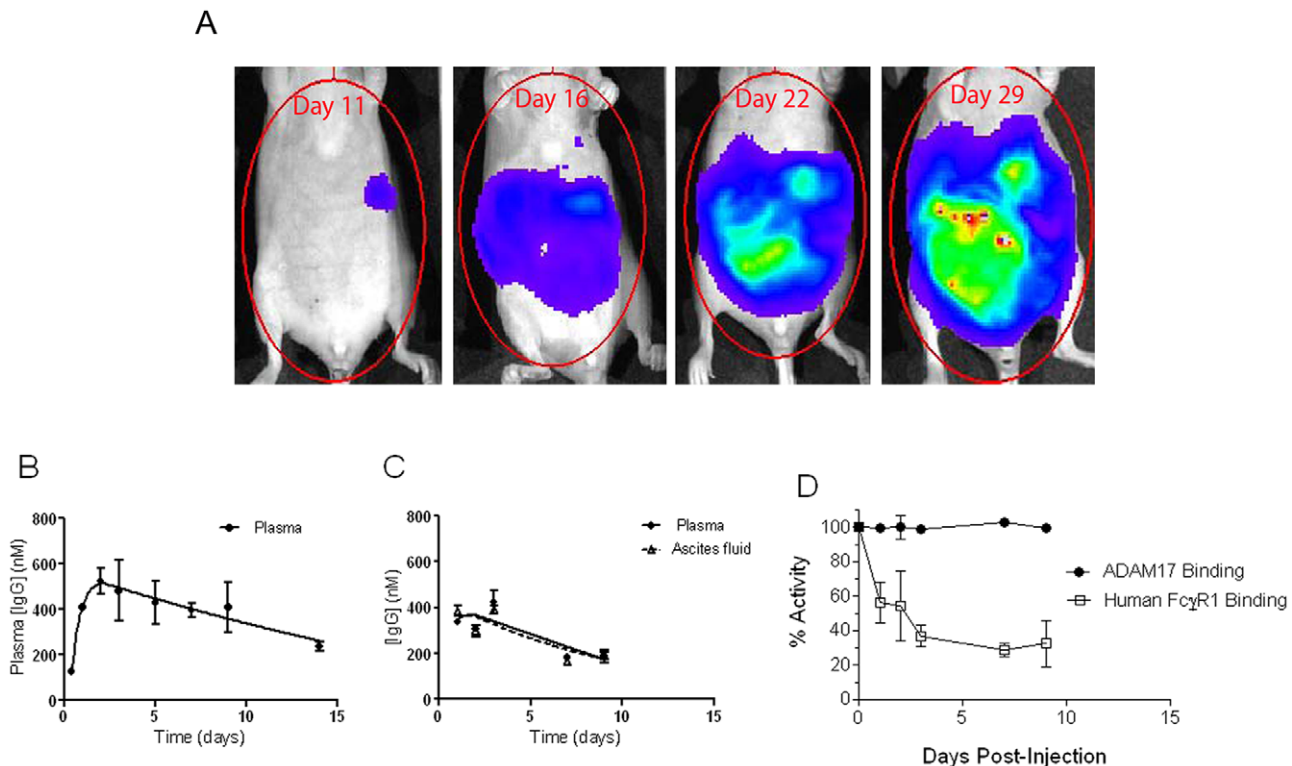 A
Day 11
Day 16
Day 22
Day 29
B
Plasma [IgG] (nM)
800
600
400
200
0
0
5
10
15
Time (days)
Plasma
C
[IgG] (nM)
800
600
400
200
0
0
5
10
15
Time (days)
Plasma
Ascites fluid
D
% Activity
100
80
60
40
20
0
0
5
10
15
Days Post-Injection
ADAM17 Binding
Human FcγR1 Binding